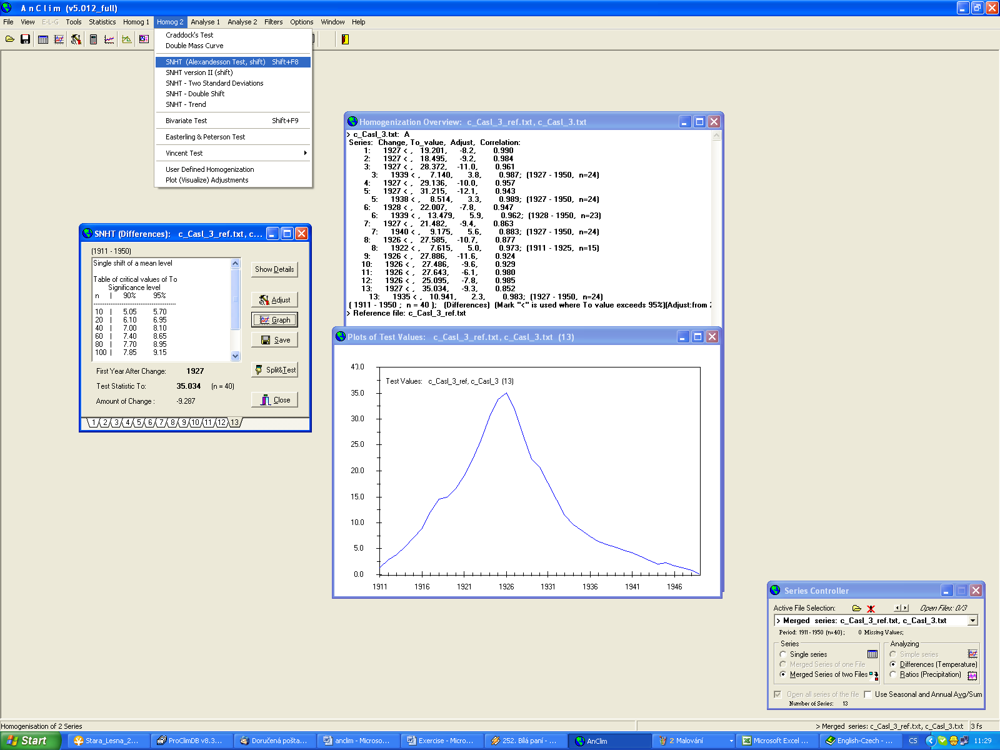 AnClim (v5.012_full)
File View E-L-G Tools Statistics Homog 1 Homog 2 Analyse 1 Analyse 2 Filters Options Window Help
Craddock's Test
Double Mass Curve
SNHT (Alexandesson Test, shift) Shift+F8
SNHT version II (shift)
SNHT - Two Standard Deviations
SNHT - Double Shift
SNHT - Trend
Bivariate Test Shift+F9
Easterling & Peterson Test
Vincent Test
User Defined Homogenization
Plot (Visualize) Adjustments
Homogenization Overview: c_Casl_3_ref.txt, c_Casl_3.txt
> c_Casl_3.txt: A
Series: Change, To_value, Adjust, Correlation:
1: 1927 < , 19.201, -8.2, 0.990
2: 1927 < , 18.495, -9.2, 0.984
3: 1927 < , 28.372, -11.0, 0.961
3: 1939 < , 7.140, 3.8, 0.987; (1927 - 1950, n=24)
4: 1927 < , 29.136, -10.0, 0.957
5: 1927 < , 31.215, -12.1, 0.943
5: 1938 < , 8.514, 3.3, 0.989; (1927 - 1950, n=24)
6: 1928 < , 22.007, -7.8, 0.947
6: 1939 < , 13.479, 5.9, 0.962; (1928 - 1950, n=23)
7: 1927 < , 21.482, -9.4, 0.863
7: 1940 < , 9.175, 5.6, 0.883; (1927 - 1950, n=24)
8: 1926 < , 27.585, -10.7, 0.877
8: 1922 < , 7.615, 5.0, 0.973; (1911 - 1925, n=15)
9: 1926 < , 27.886, -11.6, 0.924
10: 1926 < , 27.486, -9.6, 0.929
11: 1926 < , 27.643, -6.1, 0.980
12: 1926 < , 25.095, -7.8, 0.985
13: 1927 < , 35.034, -9.3, 0.852
13: 1935 < , 10.941, 2.3, 0.983; (1927 - 1950, n=24)
( 1911 - 1950 ; n = 40 ); (Differences) (Mark "<" is used where To value exceeds 95%)(Adjust:from 2
> Reference file: c_Casl_3_ref.txt
SNHT (Differences): c_Casl_3_ref.txt, c...
(1911 - 1950)
Single shift of a mean level
Table of critical values of To
Significance level
n | 90% 95%
10 | 5.05 5.70
20 | 6.10 6.95
40 | 7.00 8.10
60 | 7.40 8.65
80 | 7.70 8.95
100 | 7.85 9.15
Show Details
Adjust
Graph
Save
Split&Test
Close
First Year After Change: 1927
Test Statistic To: 35.034 (n = 40)
Amount of Change : -9.287
1 2 3 4 5 6 7 8 9 10 11 12 13
Plots of Test Values: c_Casl_3_ref.txt, c_Casl_3.txt (13)
Test Values: c_Casl_3_ref, c_Casl_3 (13)
40.0
35.0
30.0
25.0
20.0
15.0
10.0
5.0
0.0
1911 1916 1921 1926 1931 1936 1941 1946
Series Controller
Active File Selection: Open Files: 0/3
> Merged series: c_Casl_3_ref.txt, c_Casl_3.txt
Period: 1911 - 1950 (n=40) ; 0 Missing Values;
Series
Single series
Merged Series of one File
Merged Series of two Files
Analyzing
Simple series
Differences (Temperature)
Ratios (Precipitation)
Open all series of the file Use Seasonal and Annual Avg/Sum
Number of Series: 13
Homogenisation of 2 Series > Merged series: c_Casl_3_ref.txt, c_Casl_3.txt 3 fs
Start Stara_Lesna_2... ProClimDB v8.3... Doručená pošta... anclim - Microso... Exercise - Micro... 252. Bílá paní - ... AnClim 2 Malování Microsoft Excel ... English-Czech - ... CS 11:29